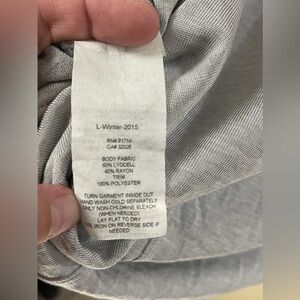 L-Winter-2015
RN# 91714
CA# 32528
BODY FABRIC
60% LYOCELL
40% RAYON
TRIM
100% POLYESTER
TURN GARMENT INSIDE OUT
HAND WASH COLD SEPARATELY
ONLY NON-CHLORINE BLEACH
(WHEN NEEDED)
LAY FLAT TO DRY
IRON ON REVERSE SIDE IF
NEEDED